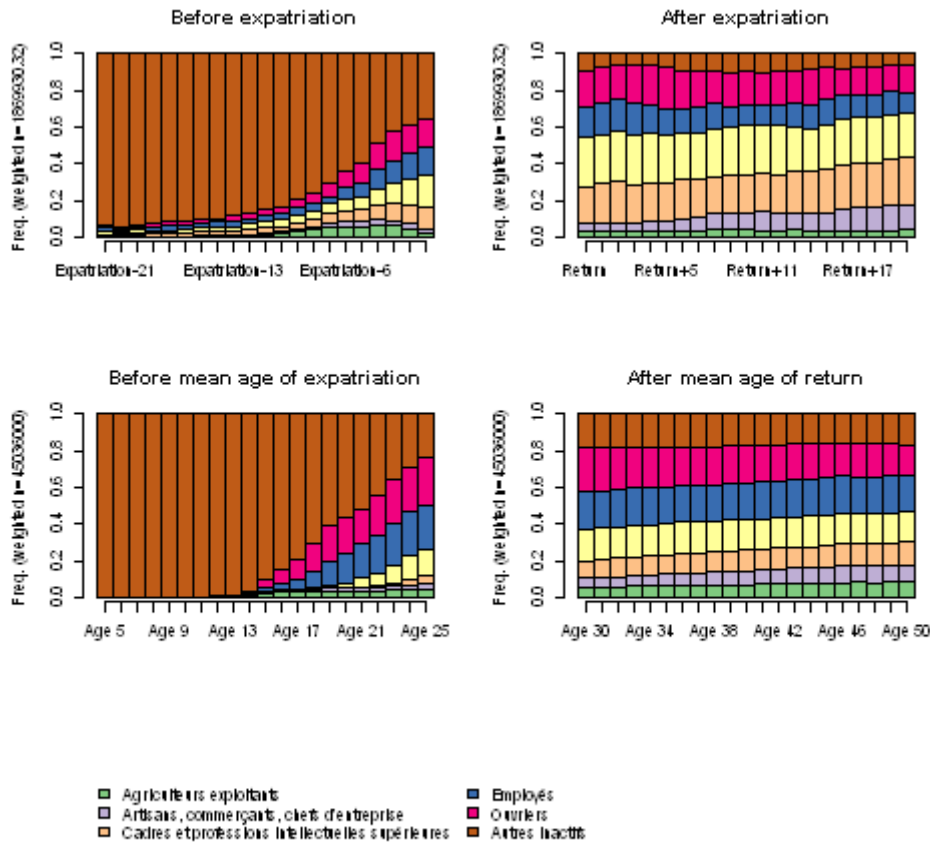 Before expatriation
After expatriation
Freq. (weighted n=1869930.32)
0.0 0.2 0.4 0.6 0.8 1.0
Expatriation-21 Expatriation-13 Expatriation-6
Freq. (weighted n=1869930.32)
0.0 0.2 0.4 0.6 0.8 1.0
Return Return+5 Return+11 Return+17
Before mean age of expatriation
After mean age of return
Freq. (weighted n=45036000)
0.0 0.2 0.4 0.6 0.8 1.0
Age 5 Age 9 Age 13 Age 17 Age 21 Age 25
Freq. (weighted n=45036000)
0.0 0.2 0.4 0.6 0.8 1.0
Age 30 Age 34 Age 38 Age 42 Age 46 Age 50
Agriculteurs exploitants
Artisans, commerçants, chefs d'entreprise
Cadres et professions intellectuelles supérieures
Employés
Ouvriers
Autres inactifs